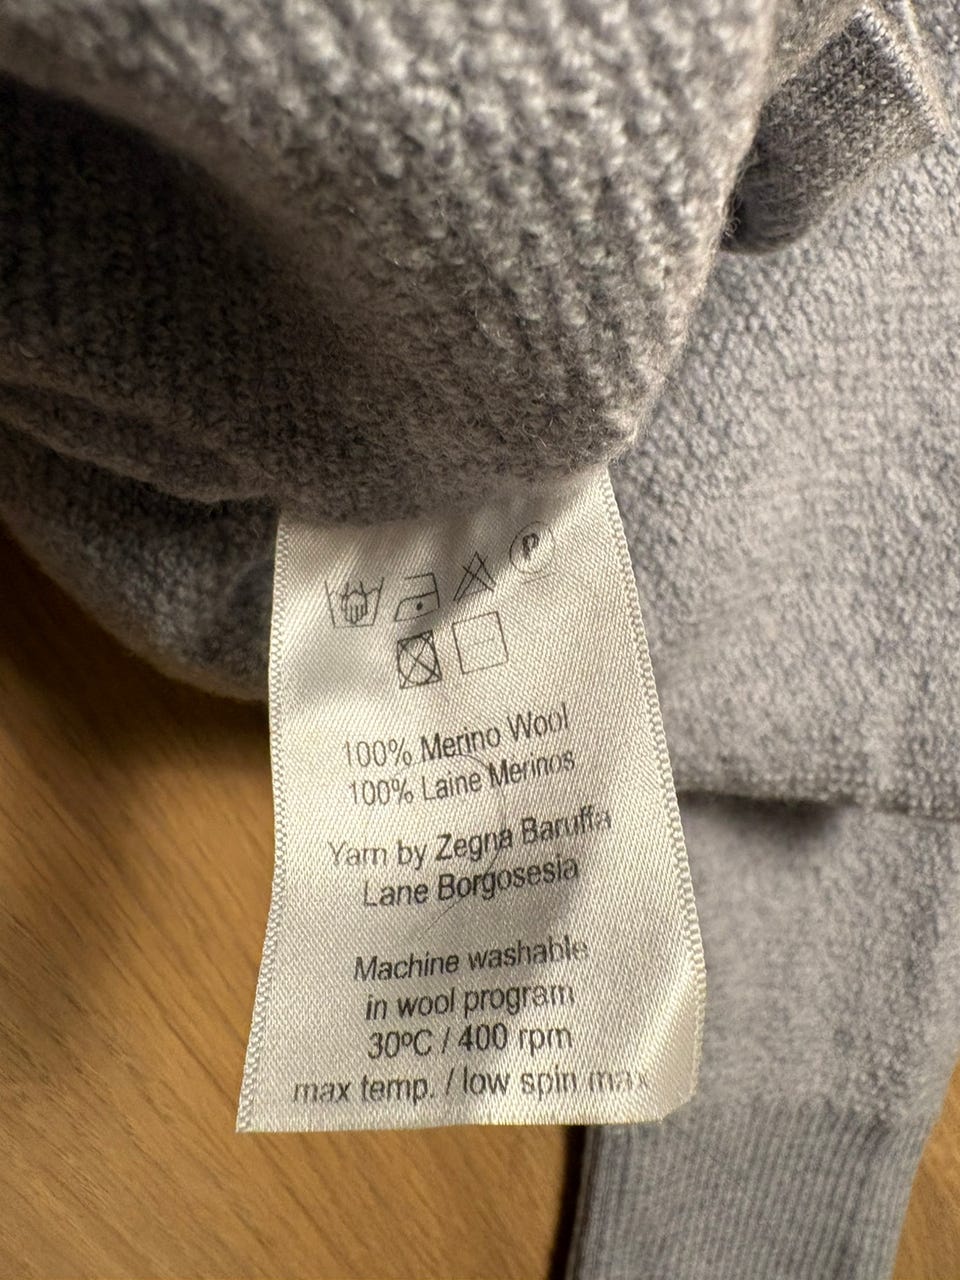 P
100% Merino Wool
100% Laine Merinos
Yarn by Zegna Baruffa
Lane Borgosesia
Machine washable
in wool program
30ºC / 400 rpm
max temp. / low spin max